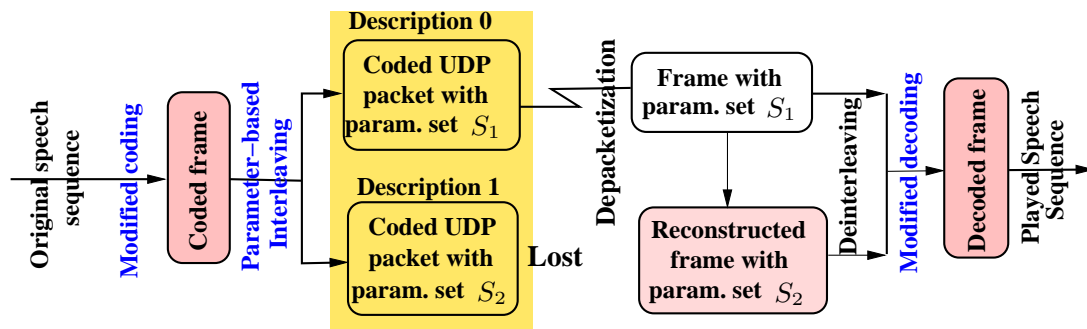 Original speech
sequence
Modified coding
Coded frame
Parameter−based
Interleaving
Description 0
Coded UDP
packet with
param. set S₁
Description 1
Coded UDP
packet with
param. set S₂
Lost
Depacketization
Frame with
param. set S₁
Reconstructed
frame with
param. set S₂
Deinterleaving
Modified decoding
Decoded frame
Played Speech
Sequence